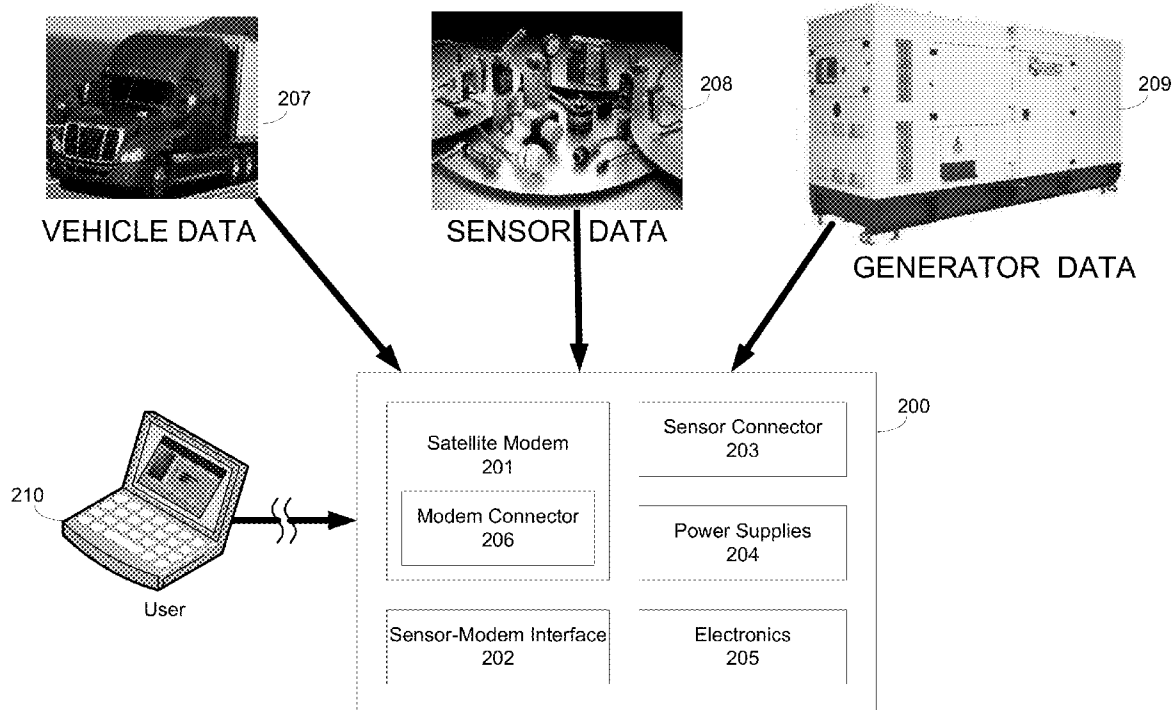 207
208
209
VEHICLE DATA
SENSOR DATA
GENERATOR DATA
200
Satellite Modem
201
Sensor Connector
203
210
Modem Connector
206
Power Supplies
204
User
Sensor-Modem Interface
202
Electronics
205